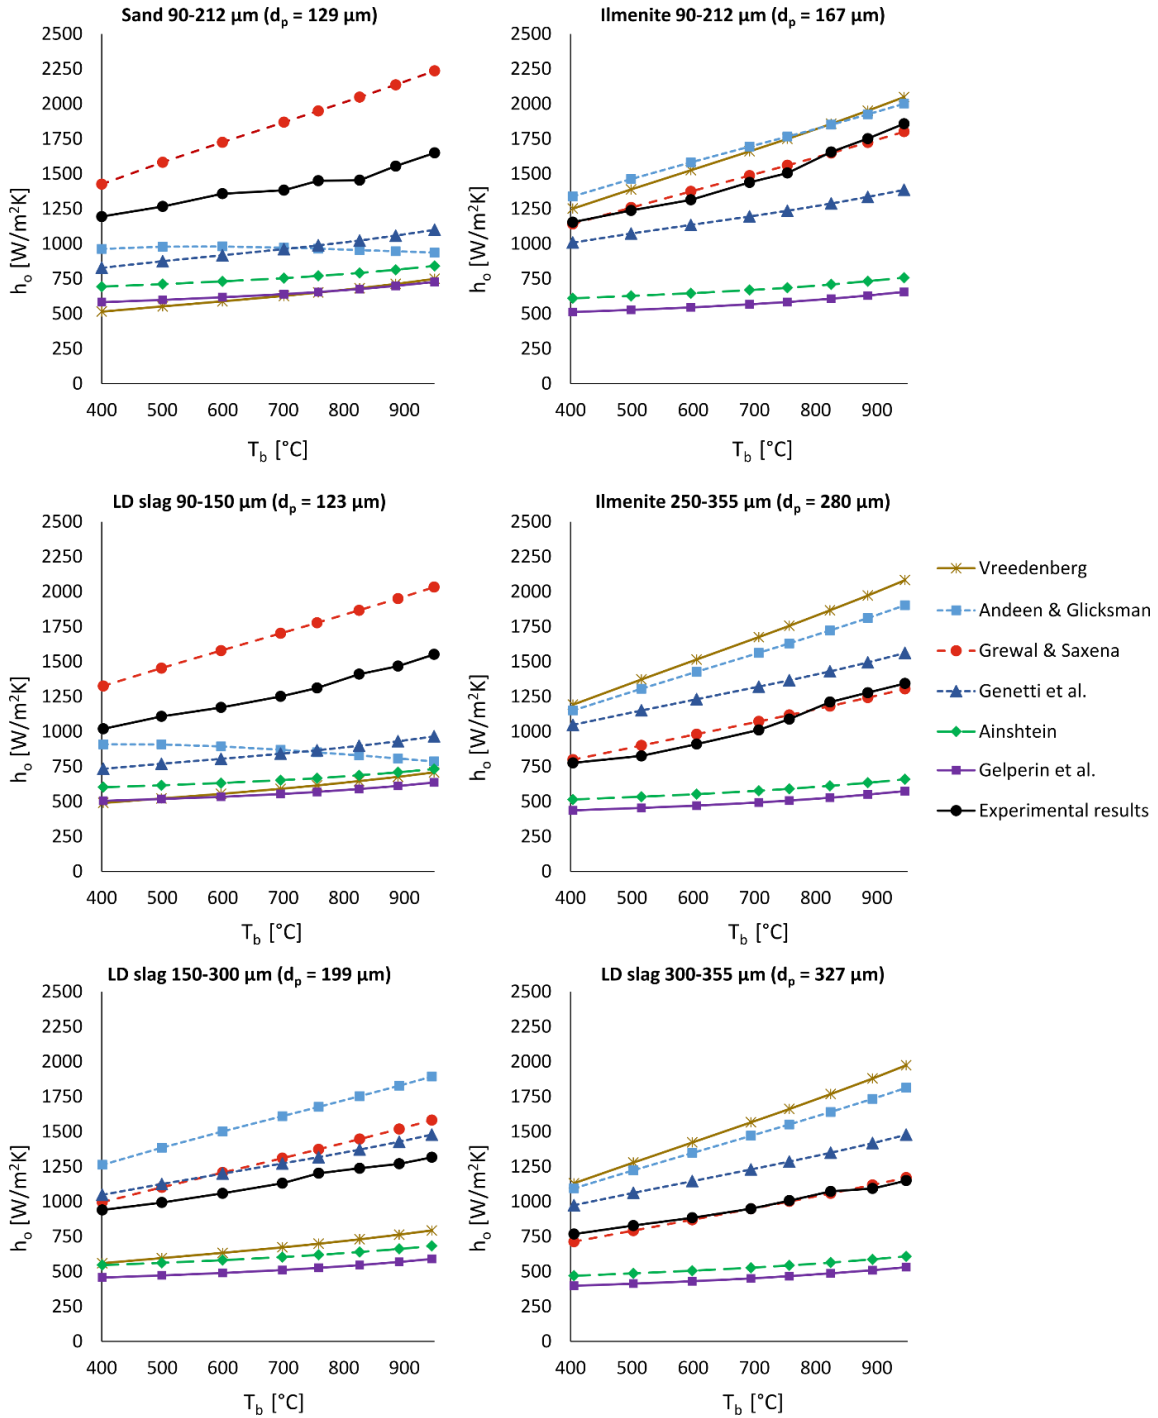 Sand 90-212 µm (dp = 129 µm)
2500
2250
2000
1750
1500
1250
1000
750
500
250
0
ho [W/m²K]
400 500 600 700 800 900
Tb [°C]
Ilmenite 90-212 µm (dp = 167 µm)
2500
2250
2000
1750
1500
1250
1000
750
500
250
0
ho [W/m²K]
400 500 600 700 800 900
Tb [°C]
LD slag 90-150 µm (dp = 123 µm)
2500
2250
2000
1750
1500
1250
1000
750
500
250
0
ho [W/m²K]
400 500 600 700 800 900
Tb [°C]
Ilmenite 250-355 µm (dp = 280 µm)
2500
2250
2000
1750
1500
1250
1000
750
500
250
0
ho [W/m²K]
400 500 600 700 800 900
Tb [°C]
Vreedenberg
Andeen & Glicksman
Grewal & Saxena
Genetti et al.
Ainshtein
Gelperin et al.
Experimental results
LD slag 150-300 µm (dp = 199 µm)
2500
2250
2000
1750
1500
1250
1000
750
500
250
0
ho [W/m²K]
400 500 600 700 800 900
Tb [°C]
LD slag 300-355 µm (dp = 327 µm)
2500
2250
2000
1750
1500
1250
1000
750
500
250
0
ho [W/m²K]
400 500 600 700 800 900
Tb [°C]